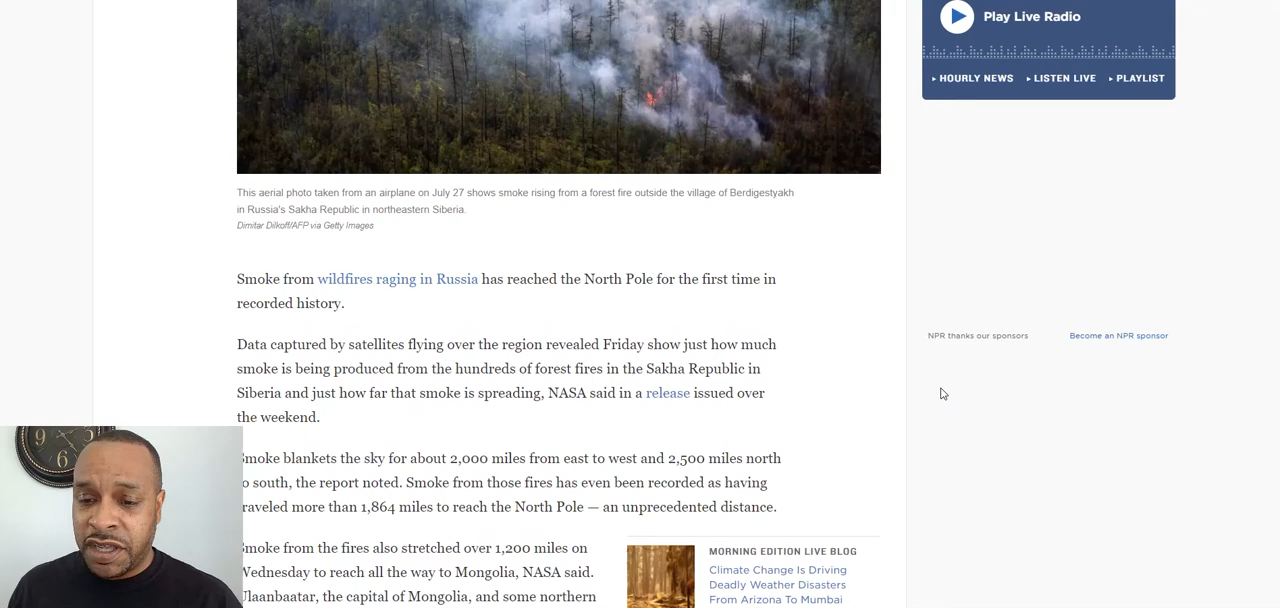 Play Live Radio
HOURLY NEWS LISTEN LIVE PLAYLIST
This aerial photo taken from an airplane on July 27 shows smoke rising from a forest fire outside the village of Berdigestyakh
in Russia's Sakha Republic in northeastern Siberia.
Dimitar Dilkoff/AFP via Getty Images
Smoke from wildfires raging in Russia has reached the North Pole for the first time in
recorded history.
Data captured by satellites flying over the region revealed Friday show just how much
smoke is being produced from the hundreds of forest fires in the Sakha Republic in
Siberia and just how far that smoke is spreading, NASA said in a release issued over
the weekend.
Smoke blankets the sky for about 2,000 miles from east to west and 2,500 miles north
to south, the report noted. Smoke from those fires has even been recorded as having
traveled more than 1,864 miles to reach the North Pole — an unprecedented distance.
Smoke from the fires also stretched over 1,200 miles on
Wednesday to reach all the way to Mongolia, NASA said.
Ulaanbaatar, the capital of Mongolia, and some northern
NPR thanks our sponsors Become an NPR sponsor
MORNING EDITION LIVE BLOG
Climate Change Is Driving
Deadly Weather Disasters
From Arizona To Mumbai
9
6